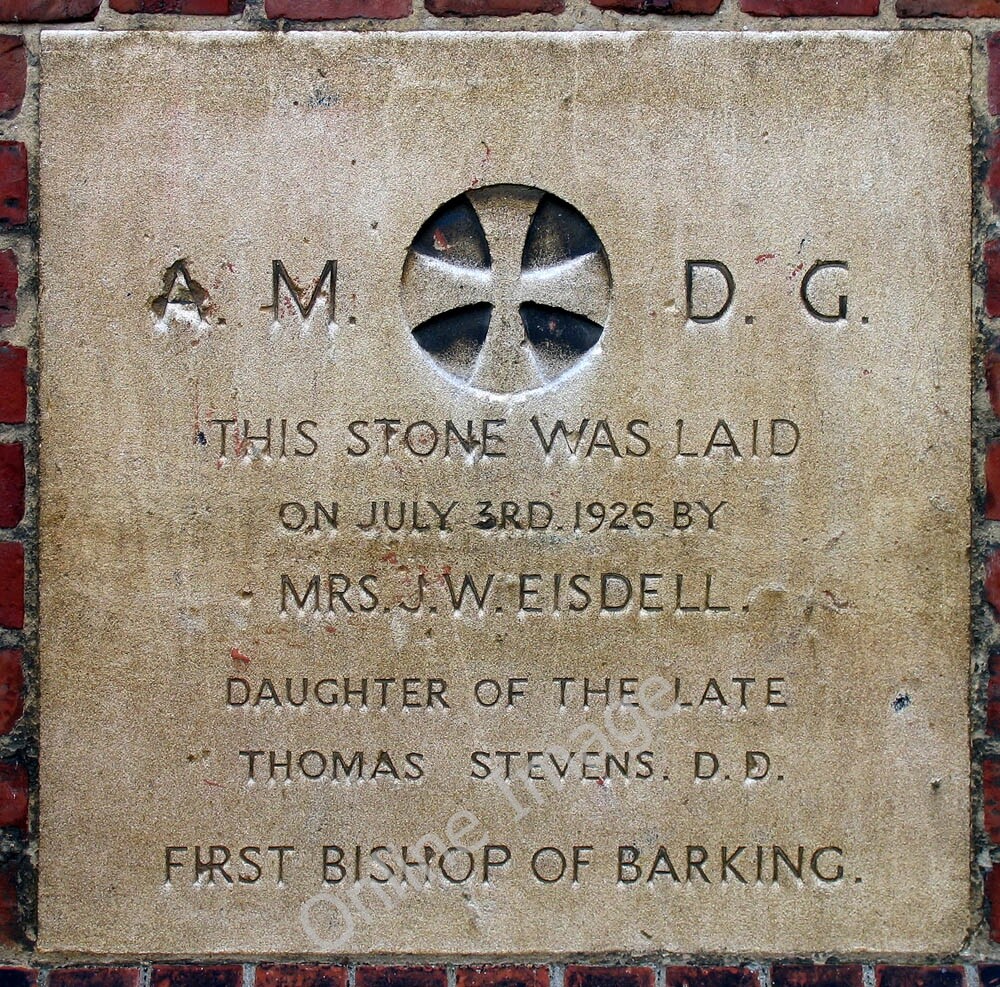 A. M. D. G.
THIS STONE WAS LAID
ON JULY 3RD. 1926 BY
MRS. J. W. EISDELL.
DAUGHTER OF THE LATE
THOMAS STEVENS. D. D.
FIRST BISHOP OF BARKING.
Online Image